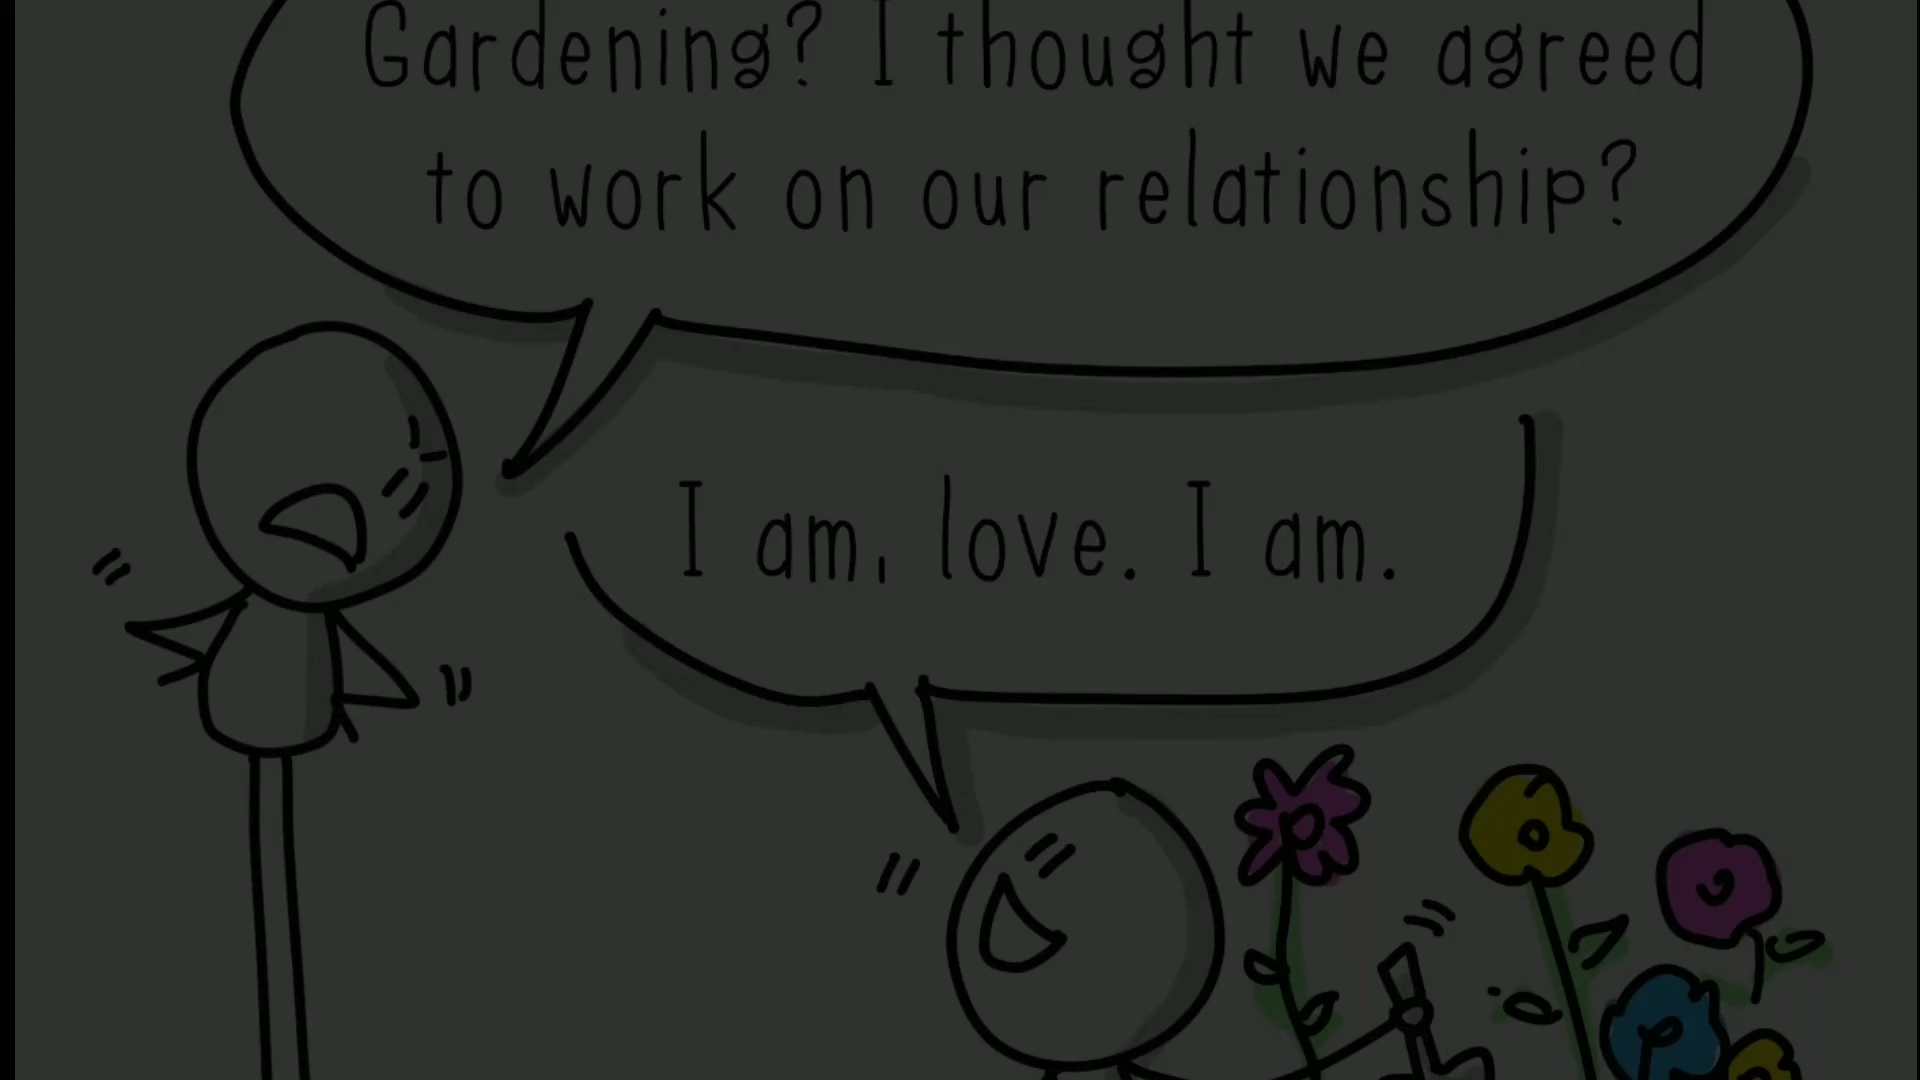 Gardening? I thought we agreed
to work on our relationship?
I am, love. I am.